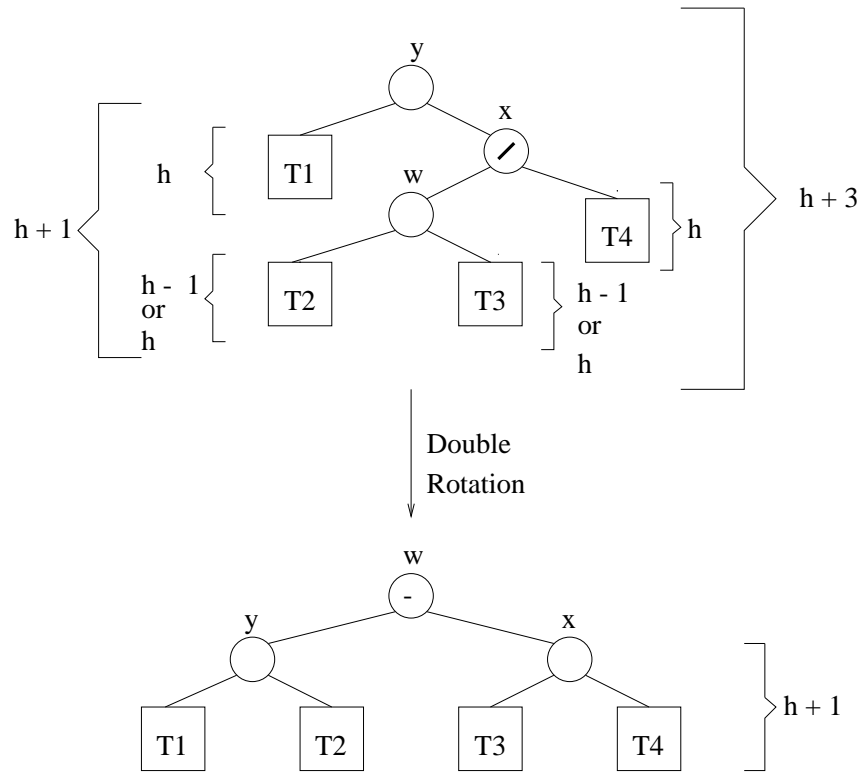 y
x
h
T1
w
h + 1
T4
h
h + 3
h - 1
or
h
T2
T3
h - 1
or
h
Double
Rotation
w
-
y
x
T1
T2
T3
T4
h + 1